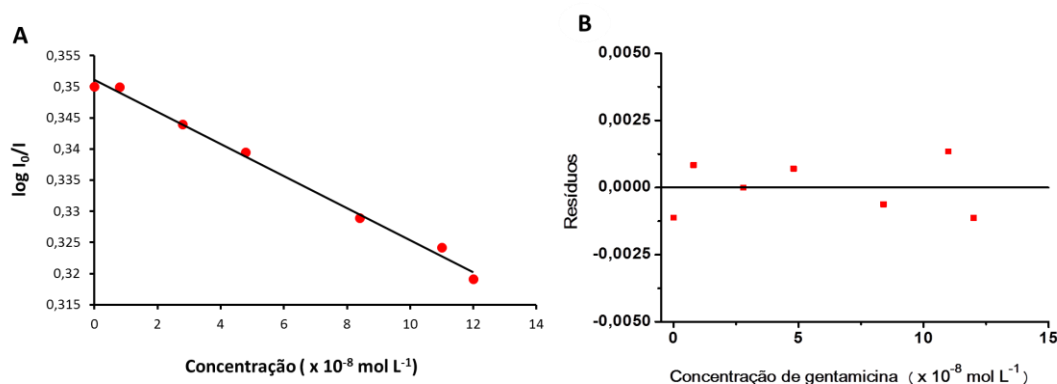 A
0,355
0,35
0,345
0,34
0,335
0,33
0,325
0,32
0,315
0 2 4 6 8 10 12 14
log I₀/I
Concentração ( x 10⁻⁸ mol L⁻¹)
B
0,0050
0,0025
0,0000
-0,0025
-0,0050
0 5 10 15
Resíduos
Concentração de gentamicina ( x 10⁻⁸ mol L⁻¹)